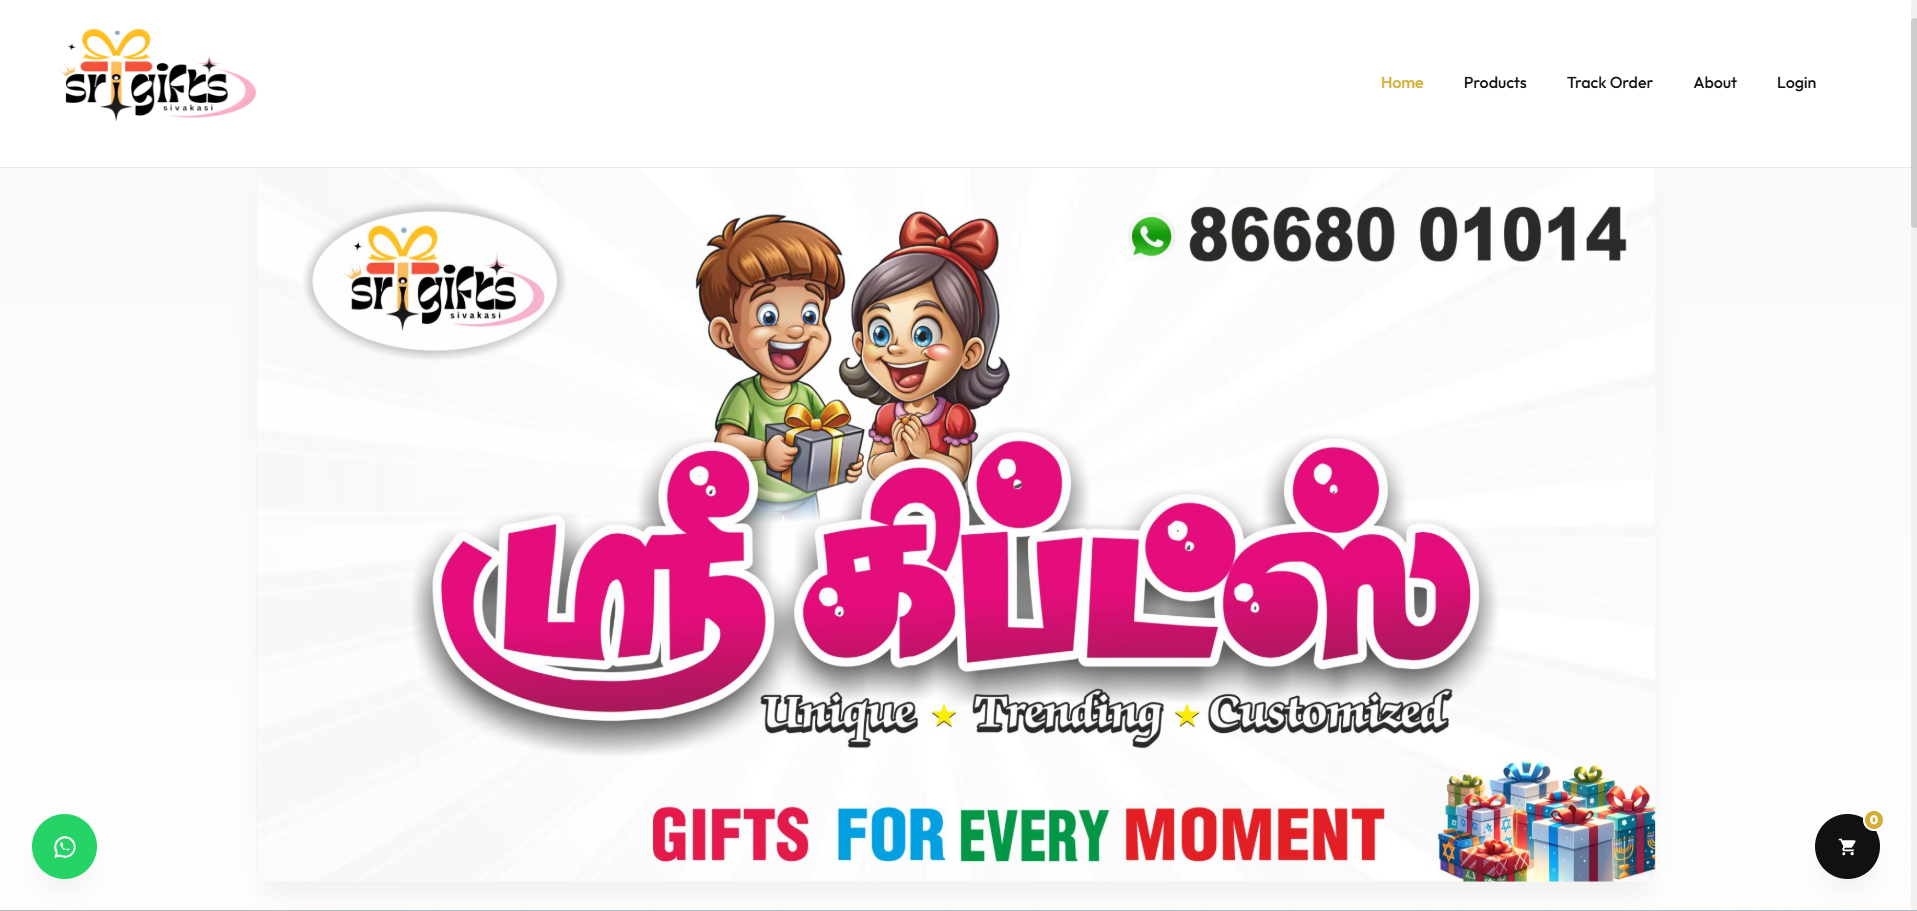 sri gifts
sivakasi
Home Products Track Order About Login
sri gifts
sivakasi
86680 01014
ஸ்ரீ கிப்ட்ஸ்
Unique ★ Trending ★ Customized
GIFTS FOR EVERY MOMENT
0